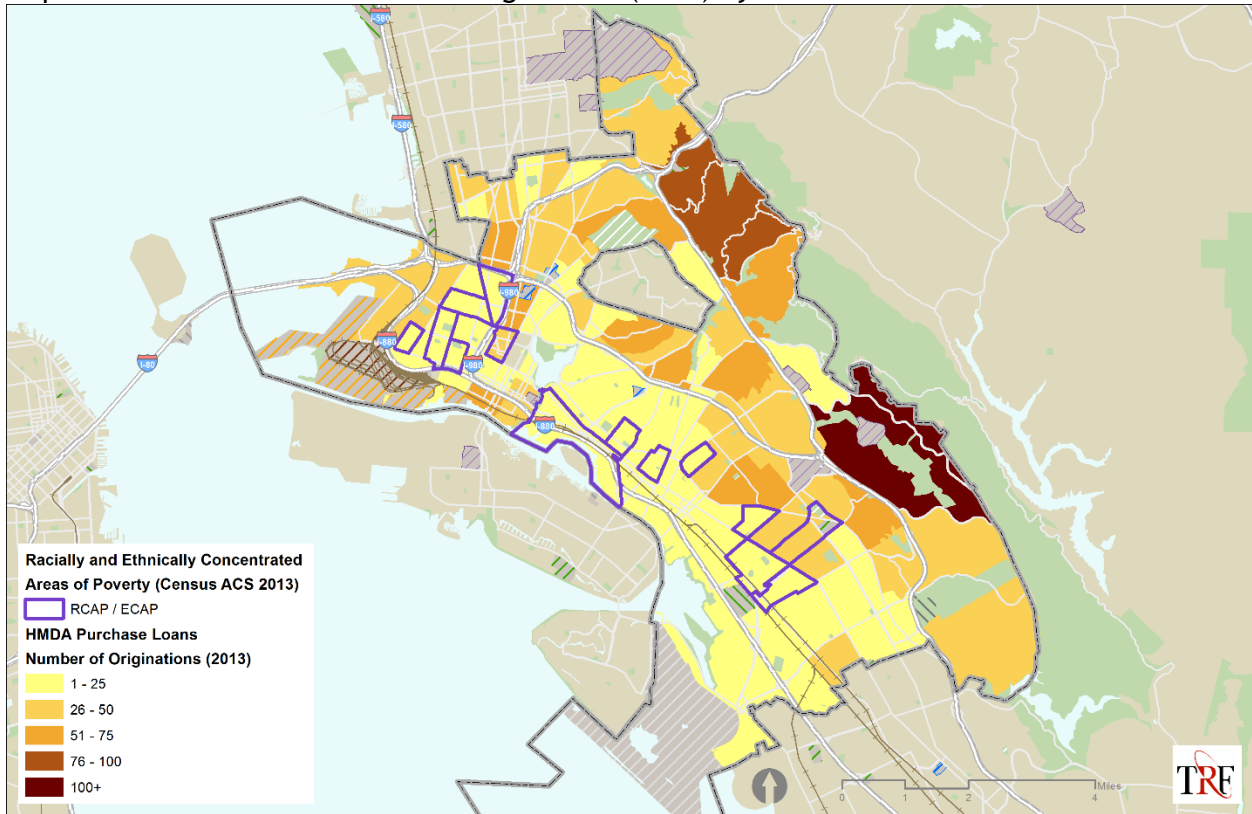 I-580
I-580
I-880
I-980
I-80
I-880
Racially and Ethnically Concentrated
Areas of Poverty (Census ACS 2013)
RCAP / ECAP
HMDA Purchase Loans
Number of Originations (2013)
1 - 25
26 - 50
51 - 75
76 - 100
100+
0 1 2 4 Miles
TRF